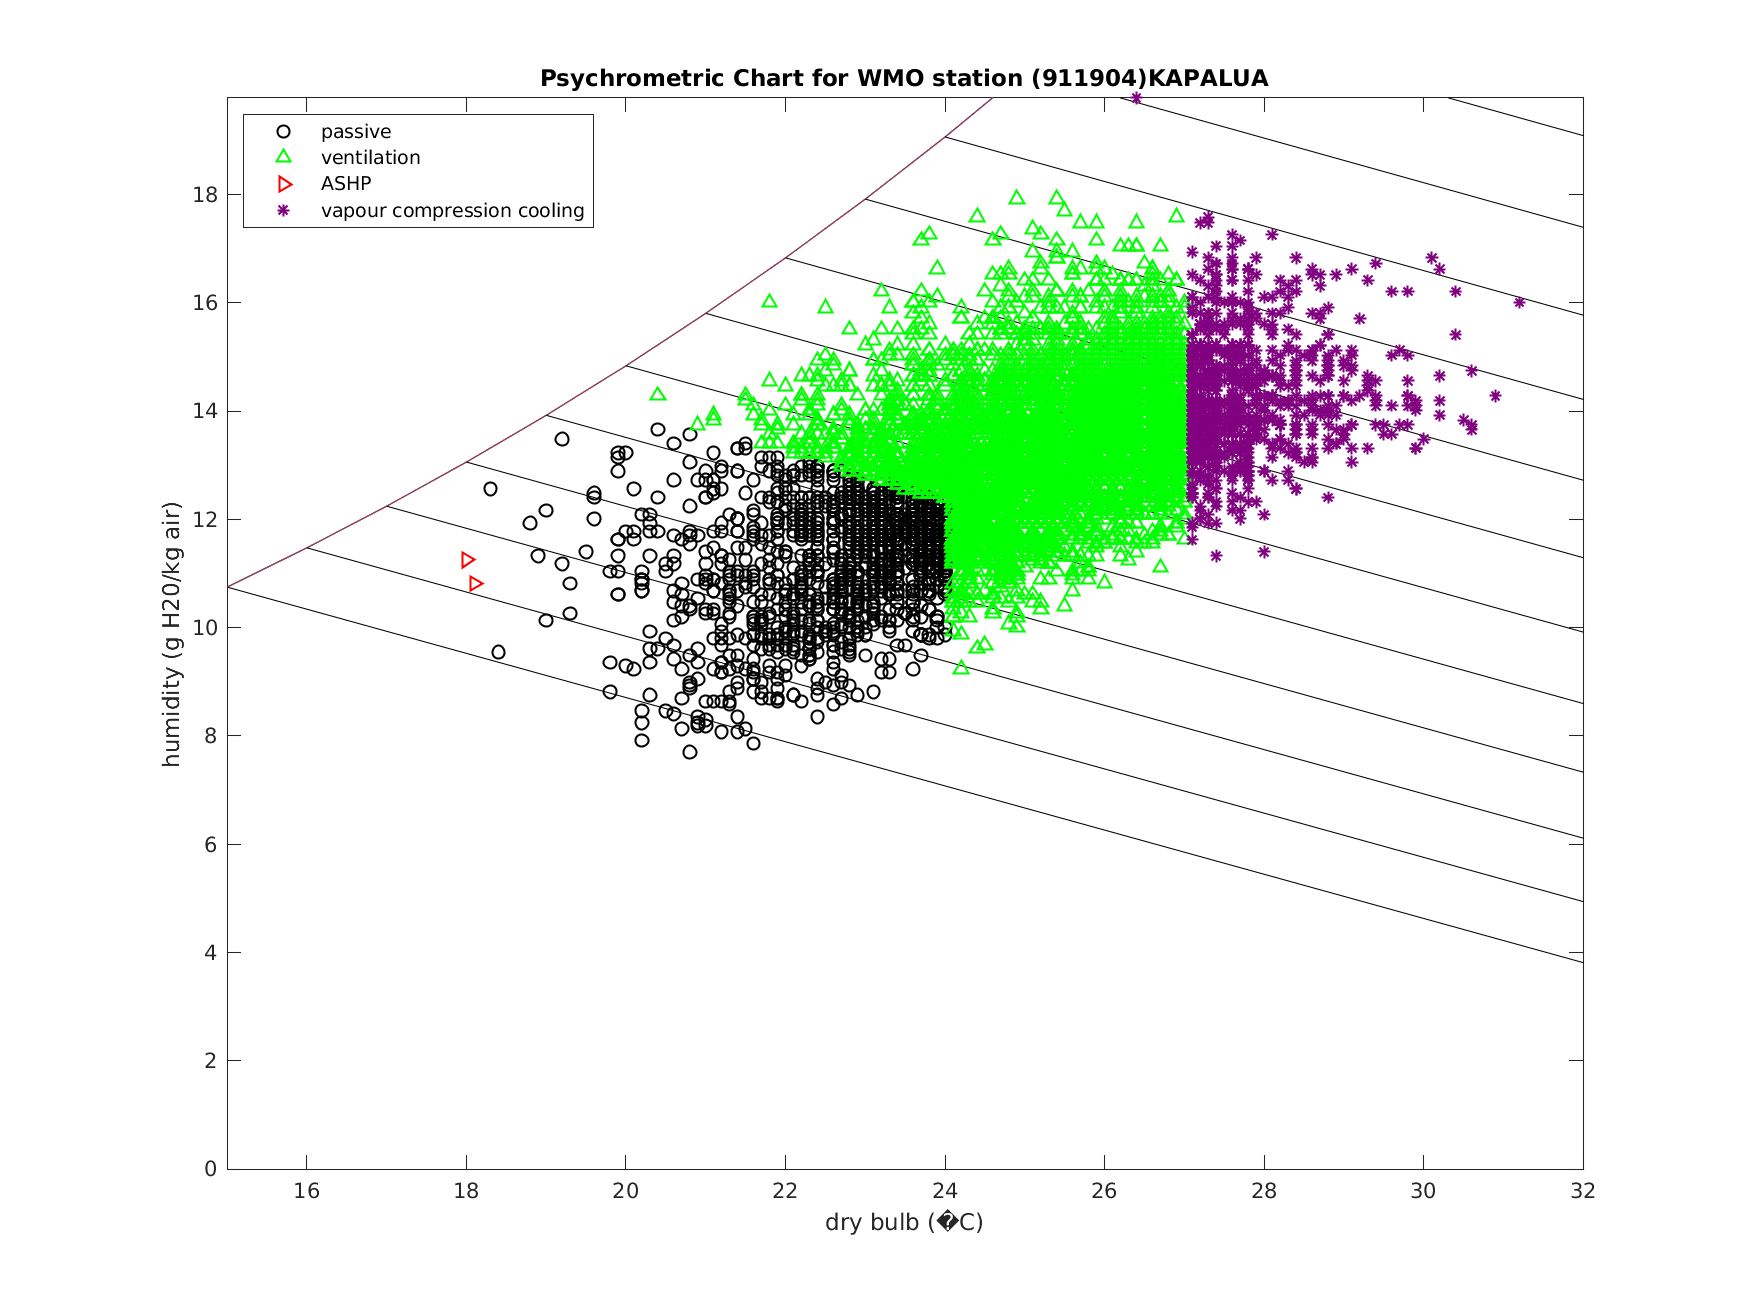 Psychrometric Chart for WMO station (911904)KAPALUA
passive
ventilation
ASHP
vapour compression cooling
18
16
14
12
10
8
6
4
2
0
humidity (g H20/kg air)
16 18 20 22 24 26 28 30 32
dry bulb (�C)